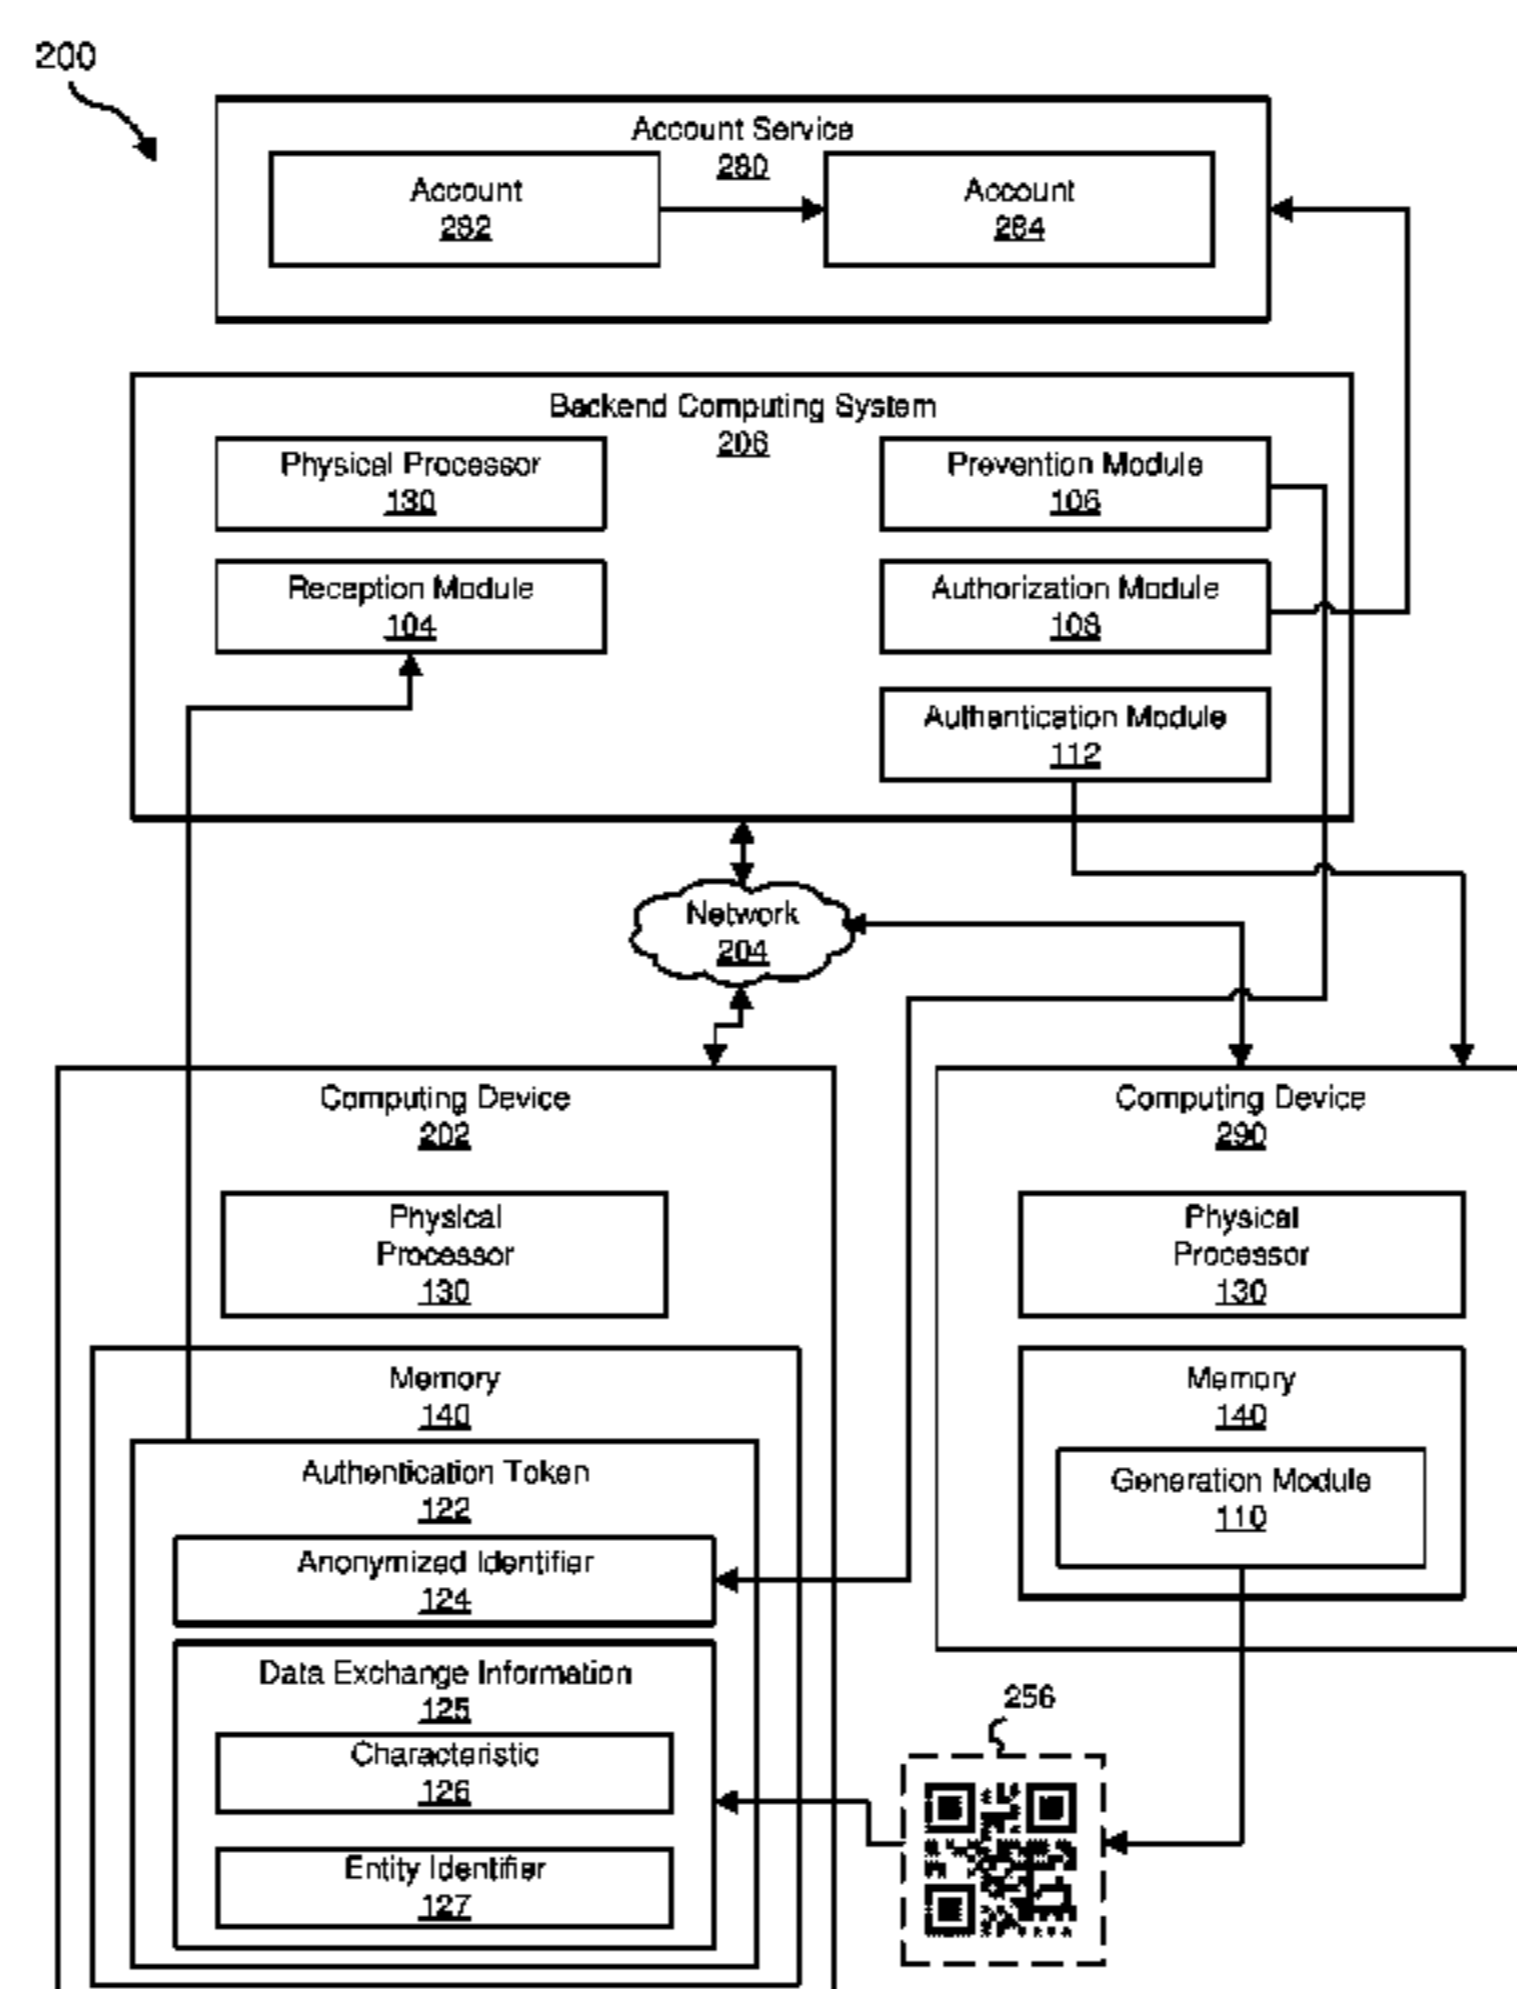 200
Account Service
280
Account
282
Account
284
Backend Computing System
206
Physical Processor
130
Prevention Module
106
Reception Module
104
Authorization Module
108
Authentication Module
112
Network
204
Computing Device
202
Physical
Processor
130
Memory
140
Authentication Token
122
Anonymized Identifier
124
Data Exchange Information
125
Characteristic
126
Entity Identifier
127
Computing Device
290
Physical
Processor
130
Memory
140
Generation Module
110
256